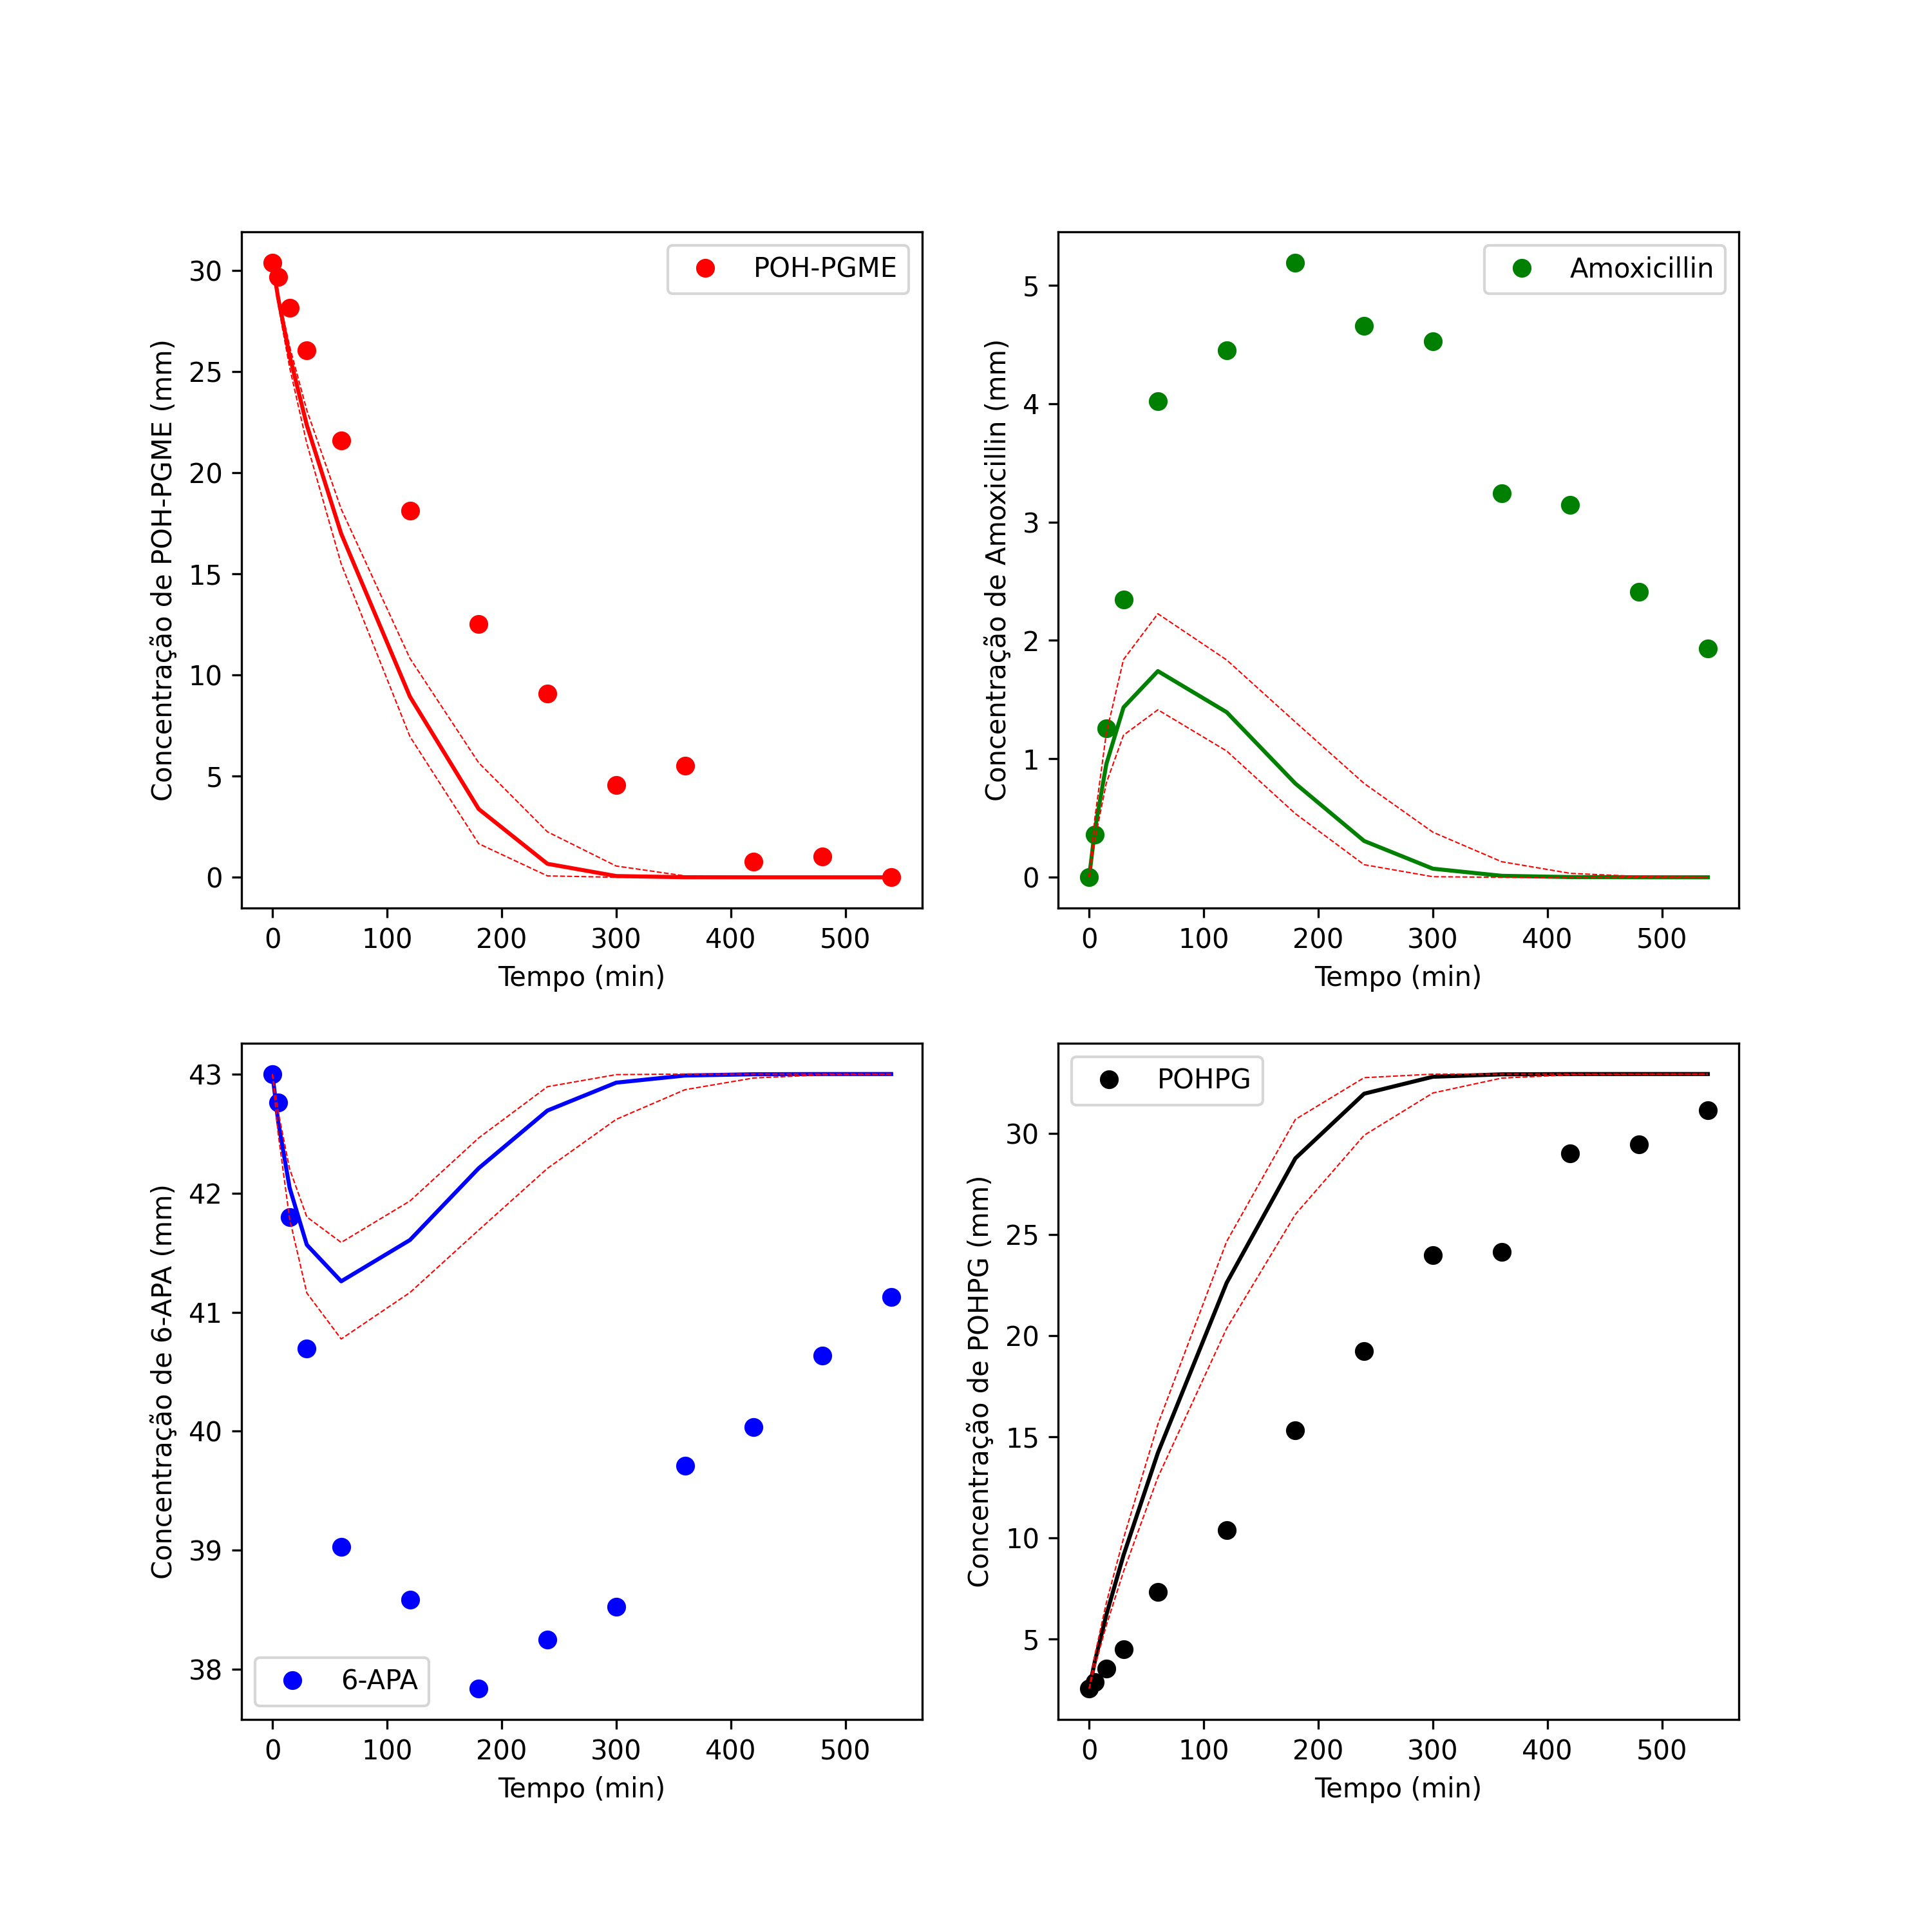 POH-PGME
Concentração de POH-PGME (mm)
30
25
20
15
10
5
0
0 100 200 300 400 500
Tempo (min)
Amoxicillin
Concentração de Amoxicillin (mm)
5
4
3
2
1
0
0 100 200 300 400 500
Tempo (min)
6-APA
Concentração de 6-APA (mm)
43
42
41
40
39
38
0 100 200 300 400 500
Tempo (min)
POHPG
Concentração de POHPG (mm)
30
25
20
15
10
5
0 100 200 300 400 500
Tempo (min)